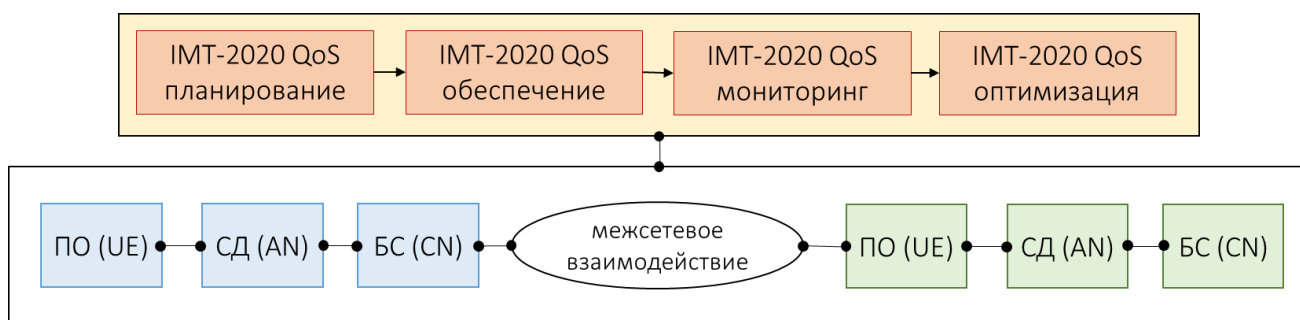 IMT-2020 QoS
планирование
IMT-2020 QoS
обеспечение
IMT-2020 QoS
мониторинг
IMT-2020 QoS
оптимизация
ПО (UE)
СД (AN)
БС (CN)
межсетевое
взаимодействие
ПО (UE)
СД (AN)
БС (CN)